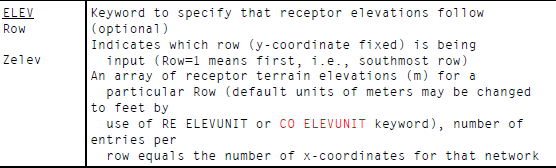 ELEV Keyword to specify that receptor elevations follow
Row (optional)
Indicates which row (y-coordinate fixed) is being
Zelev input (Row=1 means first, i.e., southmost row)
An array of receptor terrain elevations (m) for a
particular Row (default units of meters may be changed
to feet by
use of RE ELEVUNIT or CO ELEVUNIT keyword), number of
entries per
row equals the number of x-coordinates for that network